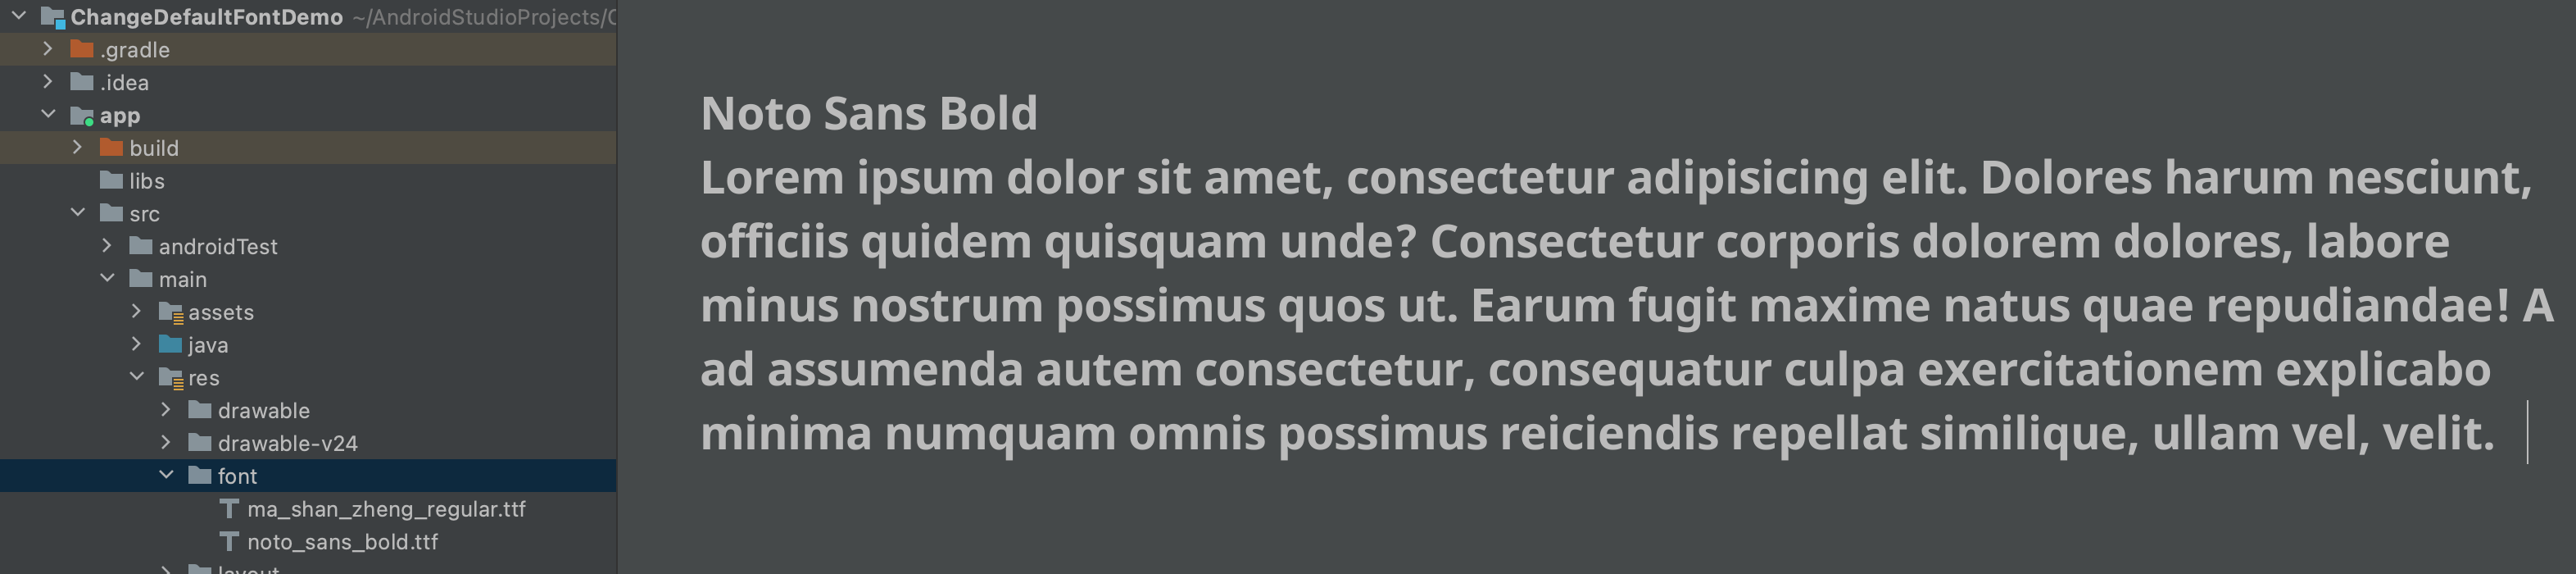 ChangeDefaultFontDemo ~/AndroidStudioProjects/
.gradle
.idea
app
build
libs
src
androidTest
main
assets
java
res
drawable
drawable-v24
font
ma_shan_zheng_regular.ttf
noto_sans_bold.ttf
layout
Noto Sans Bold
Lorem ipsum dolor sit amet, consectetur adipisicing elit. Dolores harum nesciunt,
officiis quidem quisquam unde? Consectetur corporis dolorem dolores, labore
minus nostrum possimus quos ut. Earum fugit maxime natus quae repudiandae! A
ad assumenda autem consectetur, consequatur culpa exercitationem explicabo
minima numquam omnis possimus reiciendis repellat similique, ullam vel, velit.